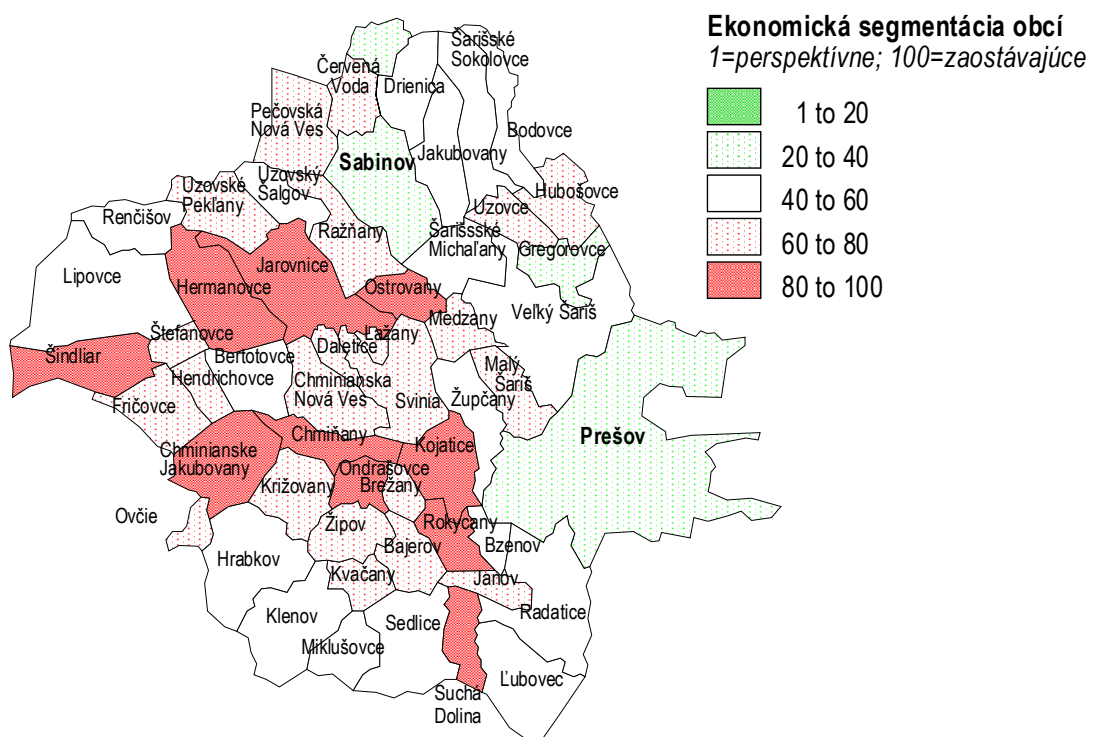 Ekonomická segmentácia obcí
1=perspektívne; 100=zaostávajúce
1 to 20
20 to 40
40 to 60
60 to 80
80 to 100
Šarišské
Sokolovce
Červená
Voda
Drienica
Pečovská
Nová Ves
Bodovce
Sabinov
Jakubovany
Uzovský
Šalgov
Uzovské
Pekľany
Hubošovce
Uzovce
Renčišov
Ražňany
Šarišsské
Michaľany
Gregorovce
Lipovce
Jarovnice
Hermanovce
Ostrovany
Veľký Šariš
Medzany
Štefanovce
Lažany
Daletice
Šindliar
Bertotovce
Hendrichovce
Chminianska
Nová Ves
Malý
Šariš
Svinia
Župčany
Fričovce
Chmiňany
Prešov
Kojatice
Chminianske
Jakubovany
Ondrašovce
Brežany
Križovany
Ovčie
Žipov
Rokycany
Bajerov
Bzenov
Hrabkov
Kvačany
Janov
Klenov
Sedlice
Radatice
Miklušovce
Ľubovec
Suchá
Dolina